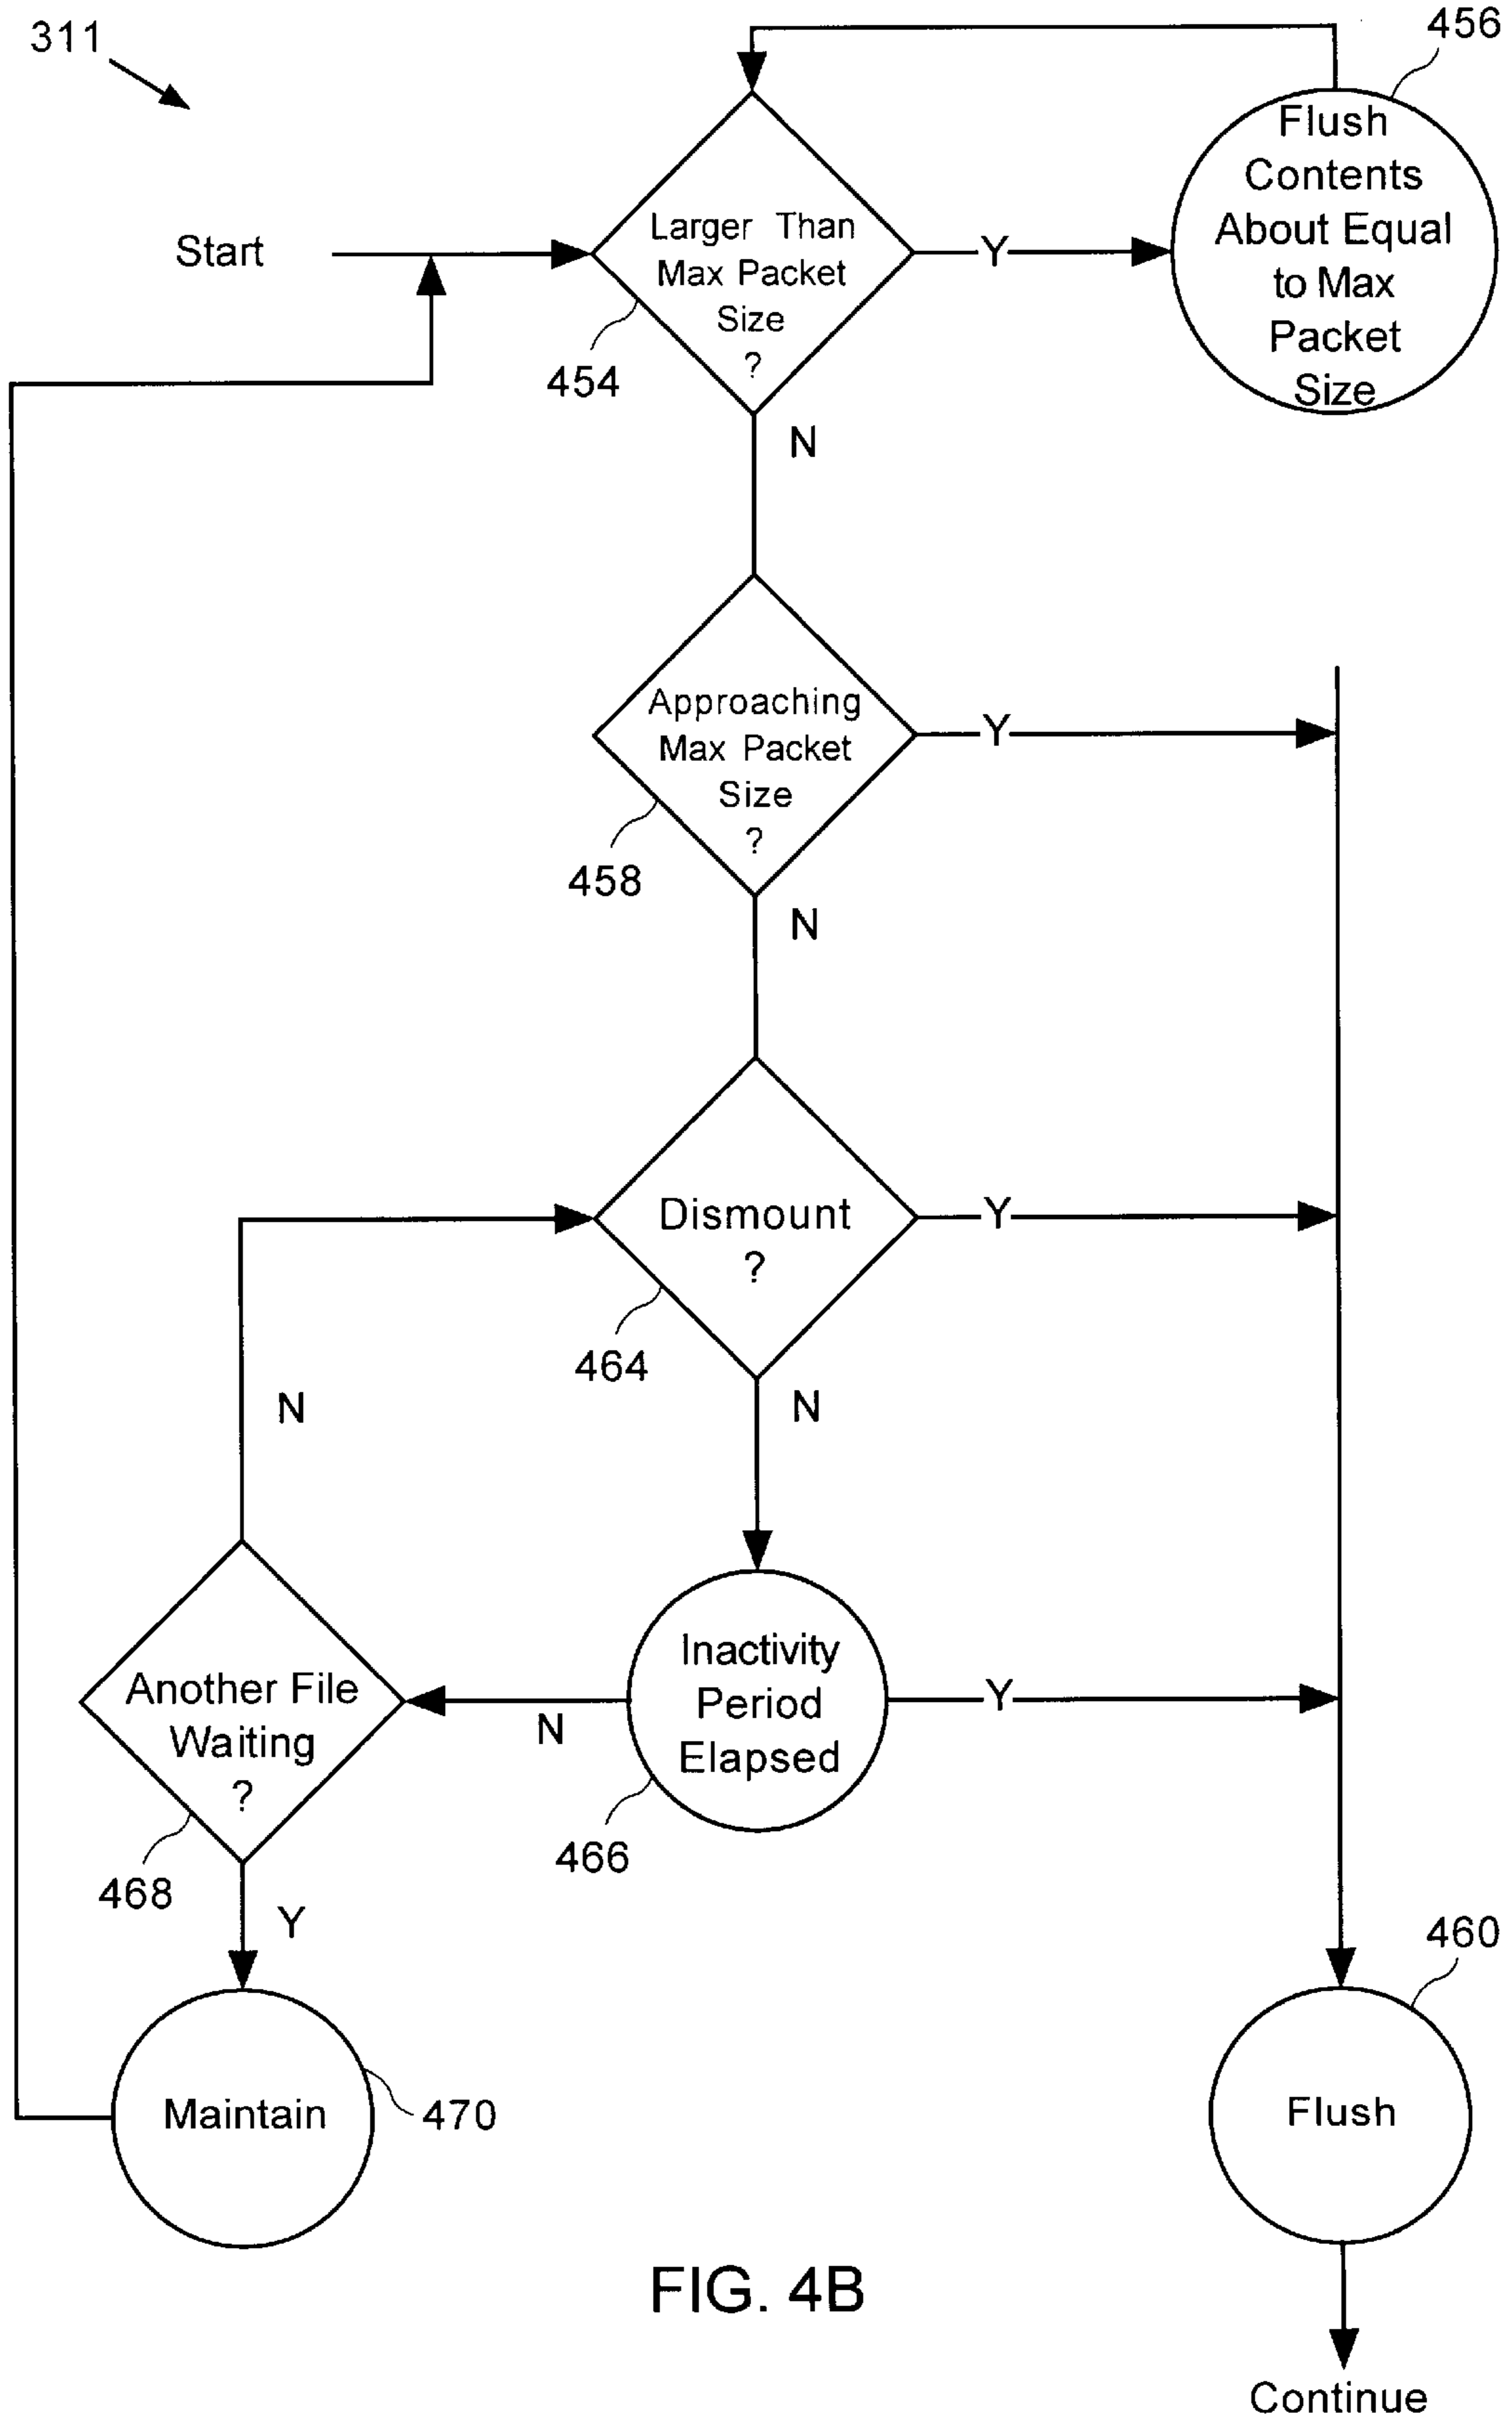 311
456
Flush
Contents
About Equal
to Max
Packet
Size
Start
Larger Than
Max Packet
Size
?
Y
454
N
Approaching
Max Packet
Size
?
Y
458
N
Dismount
?
Y
464
N
N
Another File
Waiting
?
N
Inactivity
Period
Elapsed
Y
466
468
Y
460
Maintain
470
Flush
FIG. 4B
Continue